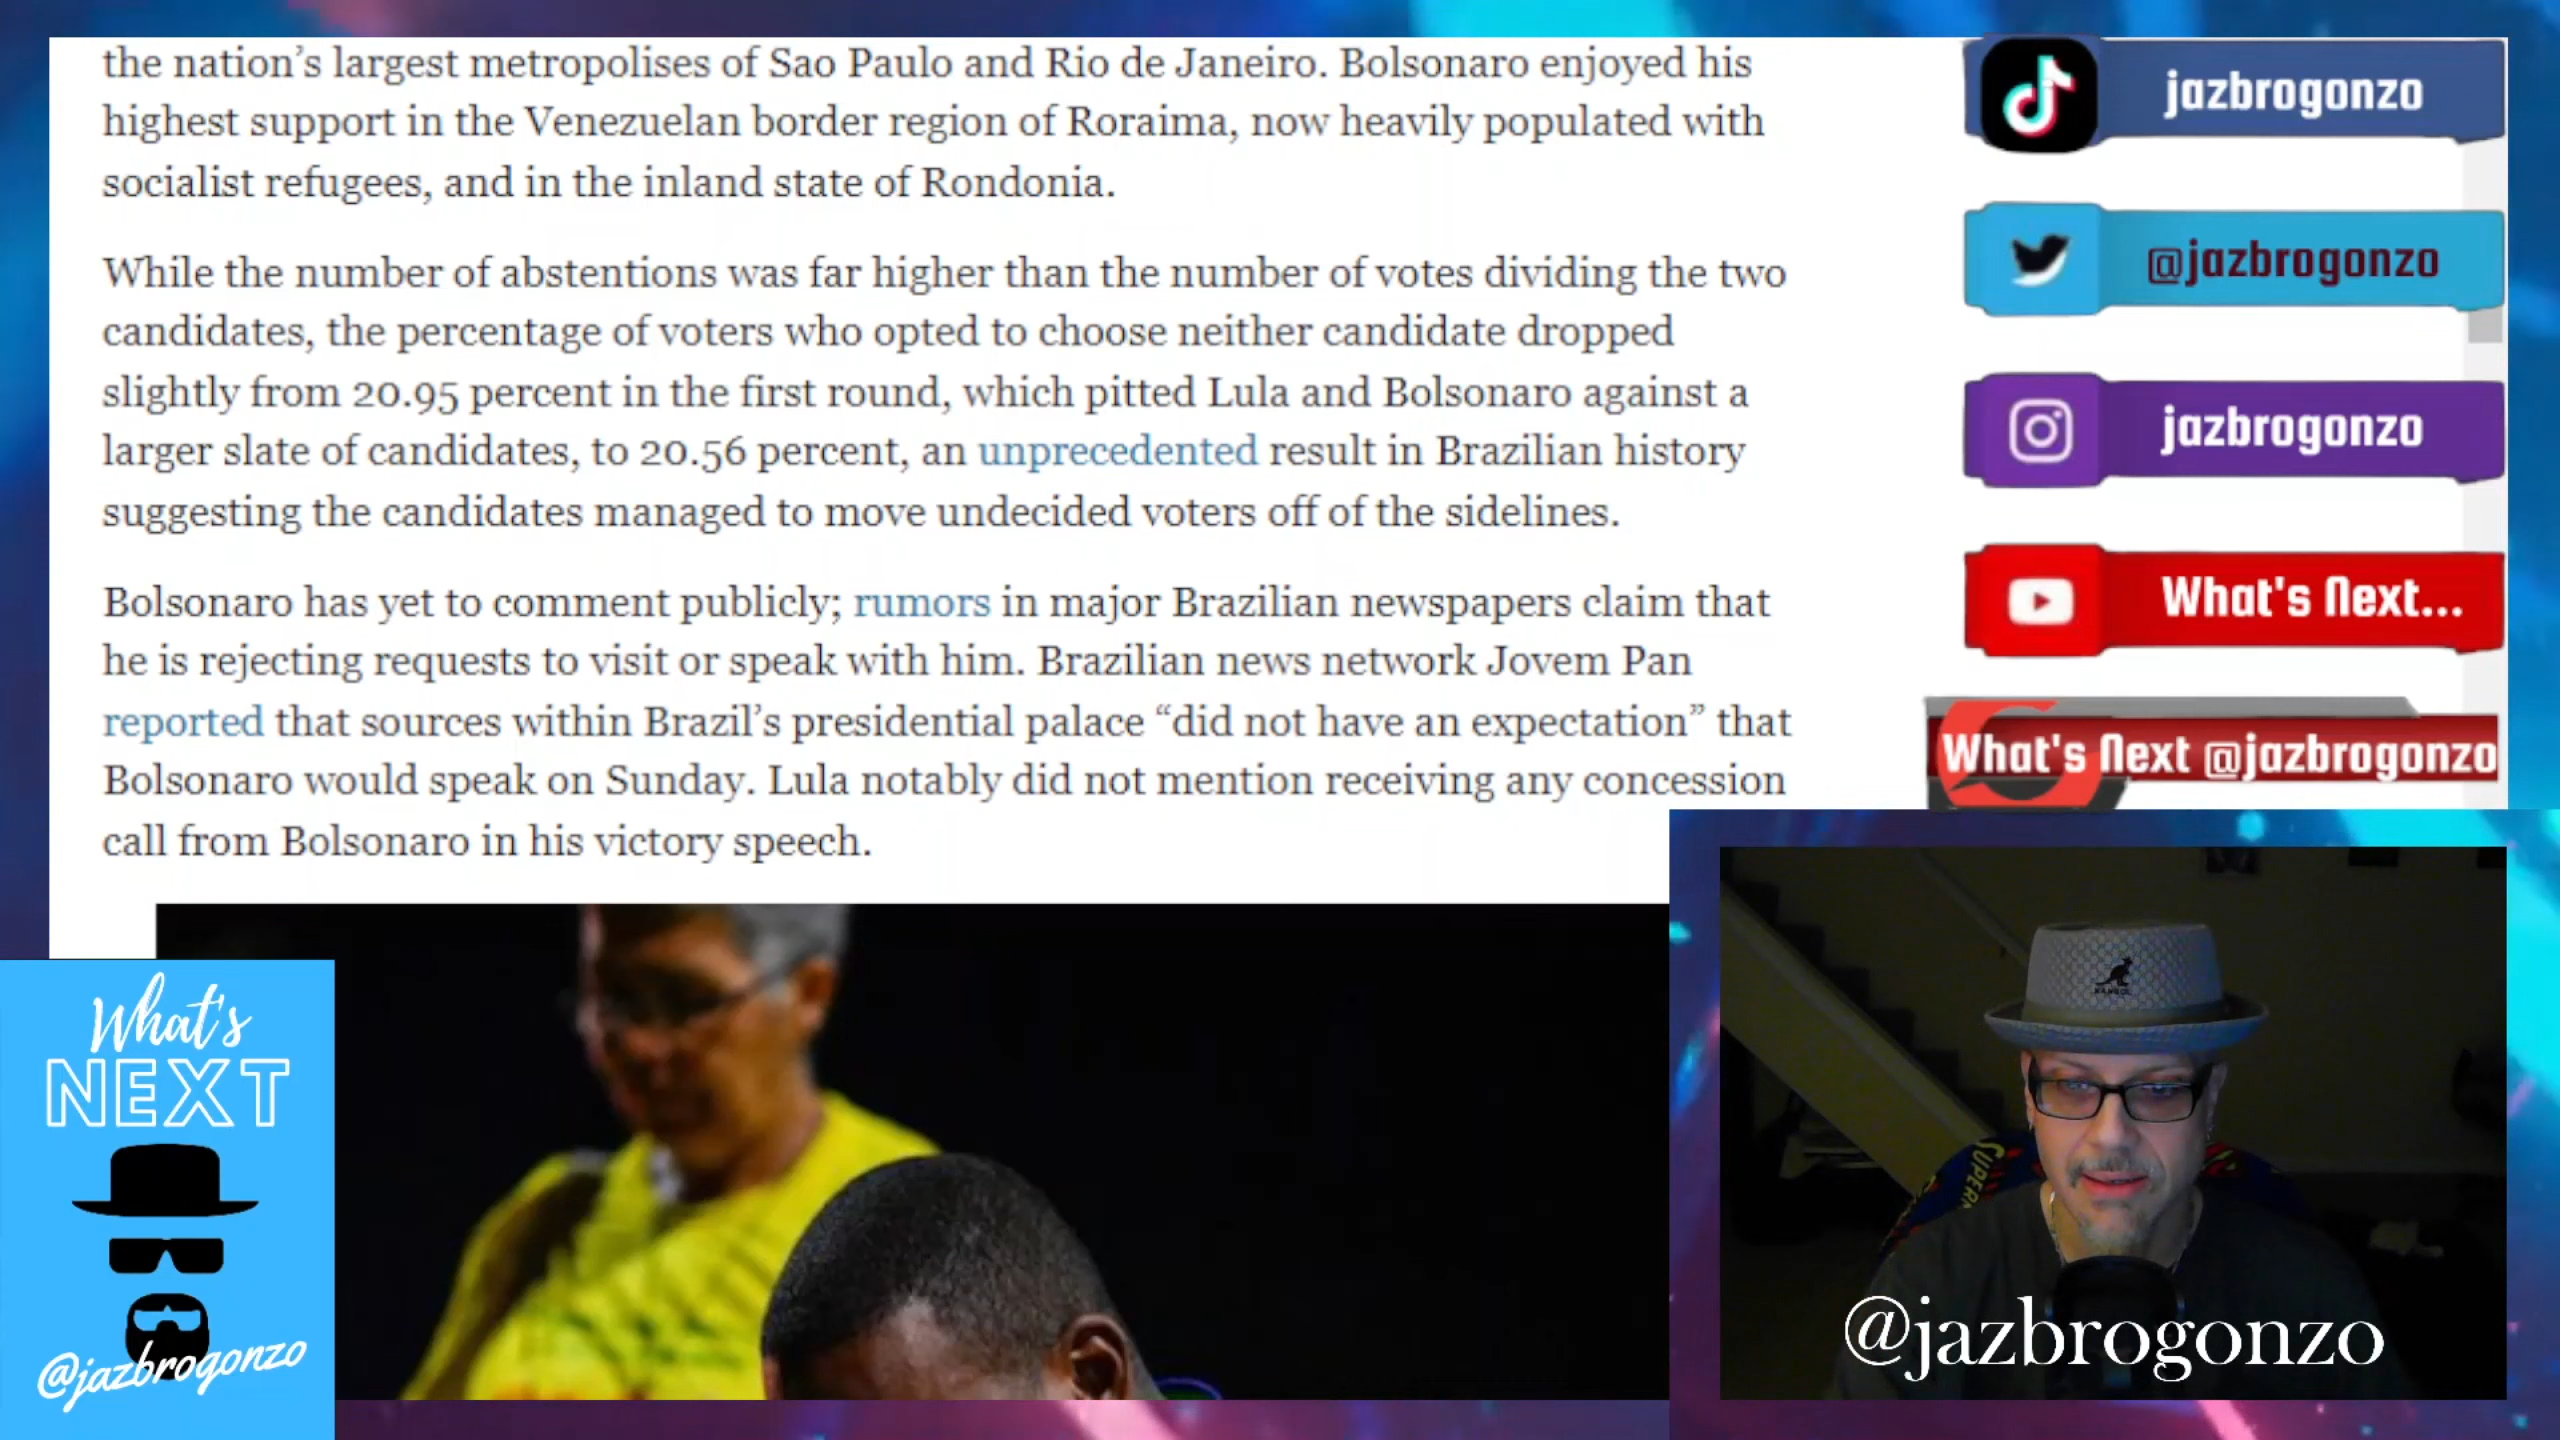 the nation’s largest metropolises of Sao Paulo and Rio de Janeiro. Bolsonaro enjoyed his
highest support in the Venezuelan border region of Roraima, now heavily populated with
socialist refugees, and in the inland state of Rondonia.
While the number of abstentions was far higher than the number of votes dividing the two
candidates, the percentage of voters who opted to choose neither candidate dropped
slightly from 20.95 percent in the first round, which pitted Lula and Bolsonaro against a
larger slate of candidates, to 20.56 percent, an unprecedented result in Brazilian history
suggesting the candidates managed to move undecided voters off of the sidelines.
Bolsonaro has yet to comment publicly; rumors in major Brazilian newspapers claim that
he is rejecting requests to visit or speak with him. Brazilian news network Jovem Pan
reported that sources within Brazil’s presidential palace “did not have an expectation” that
Bolsonaro would speak on Sunday. Lula notably did not mention receiving any concession
call from Bolsonaro in his victory speech.
jazbrogonzo
@jazbrogonzo
jazbrogonzo
What's Next...
What's Next @jazbrogonzo
What's
NEXT
@jazbrogonzo
KANGOL
SUPER
@jazbrogonzo